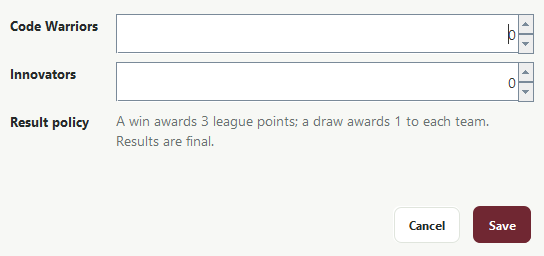 Code Warriors 0
Innovators 0
Result policy A win awards 3 league points; a draw awards 1 to each team.
Results are final.
Cancel Save